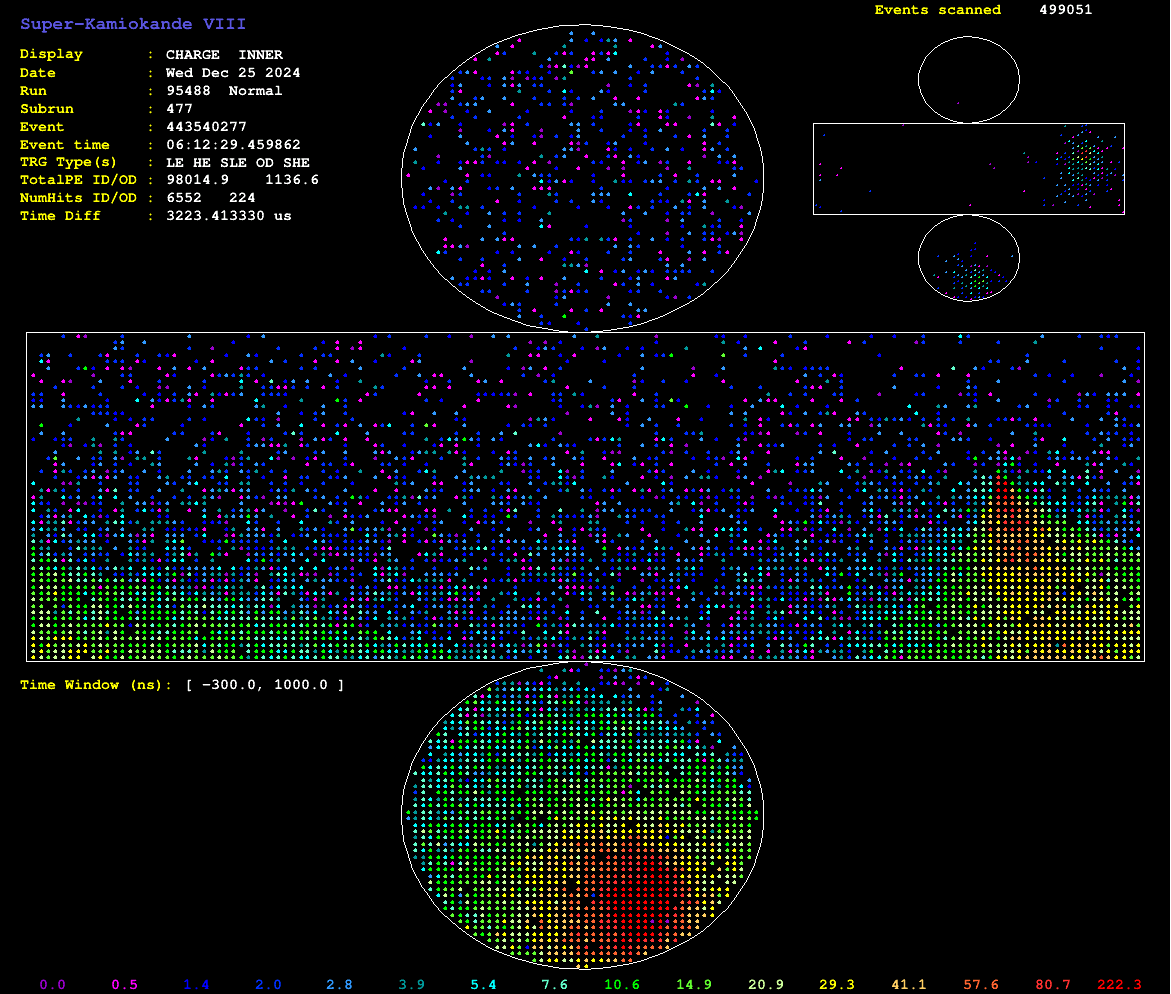 Super-Kamiokande VIII
Events scanned 499051
Display : CHARGE INNER
Date : Wed Dec 25 2024
Run : 95488 Normal
Subrun : 477
Event : 443540277
Event time : 06:12:29.459862
TRG Type(s) : LE HE SLE OD SHE
TotalPE ID/OD : 98014.9 1136.6
NumHits ID/OD : 6552 224
Time Diff : 3223.413330 us
Time Window (ns): [ −300.0, 1000.0 ]
0.0 0.5 1.4 2.0 2.8 3.9 5.4 7.6 10.6 14.9 20.9 29.3 41.1 57.6 80.7 222.3